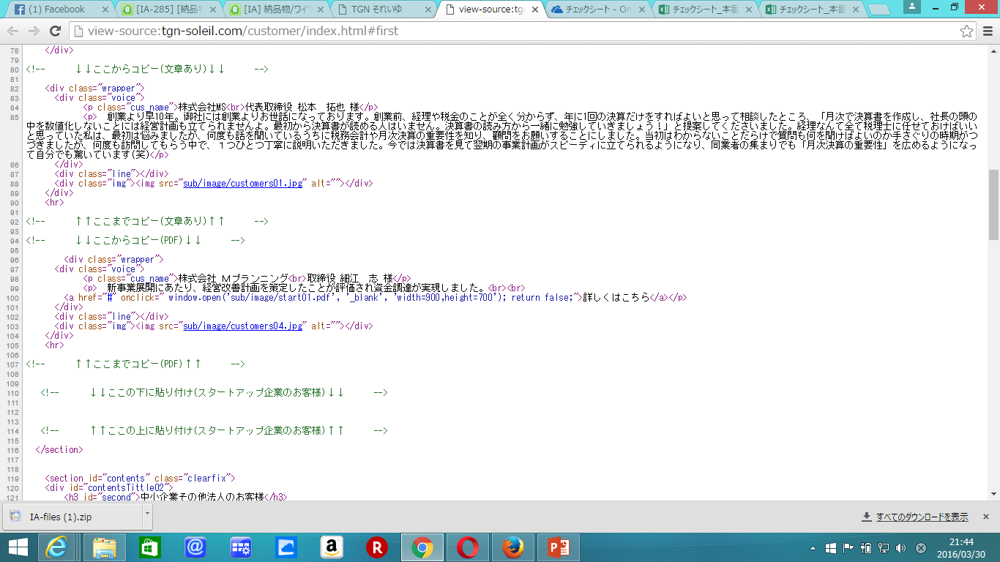 (1) Facebook
[IA-285] [納品物
[IA] 納品物/ワイヤ
TGN それいゆ
view-source:tgn
チェックシート - On
チェックシート_本番
チェックシート_本番
view-source:tgn-soleil.com/customer/index.html#first
78 </div>
79
80 <!-- ↓↓ここからコピー(文章あり)↓↓ -->
81
82 <div class="wrapper">
83 <div class="voice">
84 <p class="cus_name">株式会社MS<br>代表取締役 松本 拓也 様</p>
85 <p> 創業より早10年。御社には創業よりお世話になっております。創業前、経理や税金のことが全く分からず、年に1回の決算だけをすればよいと思って相談したところ、「月次で決算書を作成し、社長の頭の
中を数値化しないことには経営計画も立てられませんよ。最初から決算書が読める人はいません。決算書の読み方から一緒に勉強していきましょう！」と提案してくださいました。経理なんて全て税理士に任せておけばいい
と思っていた私は、最初は悩みましたが、何度も話を聞いているうちに税務会計や月次決算の重要性を知り、顧問をお願いすることにしました。当初はわからないことだらけで質問も何を聞けばよいのか手さぐりの時期がつ
づきましたが、何度も訪問してもらう中で、１つひとつ丁寧に説明いただきました。今では決算書を見て翌期の事業計画がスピーディに立てられるようになり、同業者の集まりでも「月次決算の重要性」を広めるようになっ
て自分でも驚いています(笑)</p>
86 </div>
87 <div class="line"></div>
88 <div class="img"><img src="sub/image/customers01.jpg" alt=""></div>
89 </div>
90 <hr>
91
92 <!-- ↑↑ここまでコピー(文章あり)↑↑ -->
93
94 <!-- ↓↓ここからコピー(PDF)↓↓ -->
95
96 <div class="wrapper">
97 <div class="voice">
98 <p class="cus_name">株式会社 Ｍプランニング<br>取締役 細江 志 様</p>
99 <p> 新事業展開にあたり、経営改善計画を策定したことが評価され資金調達が実現しました。<br><br>
100 <a href="#" onclick=" window.open('sub/image/start01.pdf', '_blank', 'width=900,height=700'); return false;">詳しくはこちら</a></p>
101 </div>
102 <div class="line"></div>
103 <div class="img"><img src="sub/image/customers04.jpg" alt=""></div>
104 </div>
105 <hr>
106
107 <!-- ↑↑ここまでコピー(PDF)↑↑ -->
108
109
110 <!-- ↓↓ここの下に貼り付け(スタートアップ企業のお客様)↓↓ -->
111
112
113
114 <!-- ↑↑ここの上に貼り付け(スタートアップ企業のお客様)↑↑ -->
115
116 </section>
117
118
119 <section id="contents" class="clearfix">
120 <div id="contentsTittle02">
121 <h3 id="second">中小企業その他法人のお客様</h3>
IA-files (1).zip
すべてのダウンロードを表示
21:44
2016/03/30